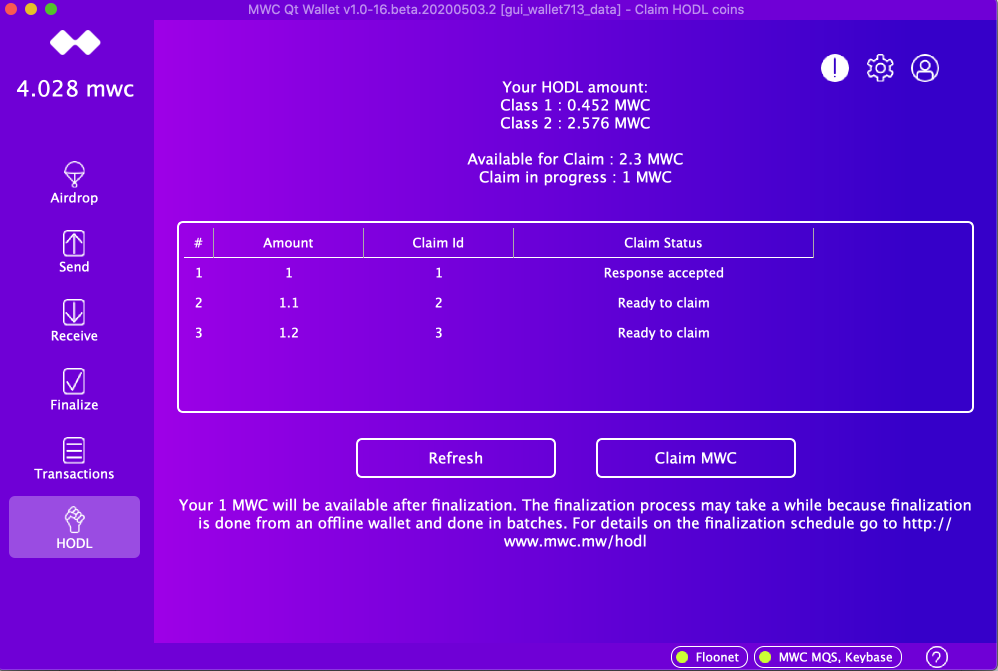 MWC Qt Wallet v1.0-16.beta.20200503.2 [gui_wallet713_data] - Claim HODL coins
4.028 mwc
Airdrop
Send
Receive
Finalize
Transactions
HODL
Your HODL amount:
Class 1 : 0.452 MWC
Class 2 : 2.576 MWC
Available for Claim : 2.3 MWC
Claim in progress : 1 MWC
# Amount Claim Id Claim Status
1 1 1 Response accepted
2 1.1 2 Ready to claim
3 1.2 3 Ready to claim
Refresh Claim MWC
Your 1 MWC will be available after finalization. The finalization process may take a while because finalization
is done from an offline wallet and done in batches. For details on the finalization schedule go to http://
www.mwc.mw/hodl
Floonet MWC MQS, Keybase ?